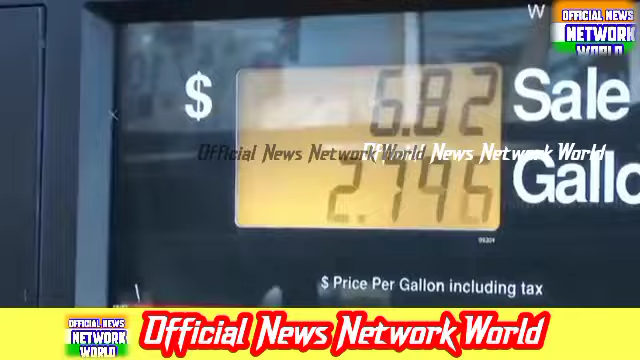 W
OFFICIAL NEWS
NETWORK
WORLD
$ 6.82 Sale
Official News Network World
Official News Network World
2.746 Gallo
$ Price Per Gallon including tax
OFFICIAL NEWS
NETWORK
WORLD
Official News Network World